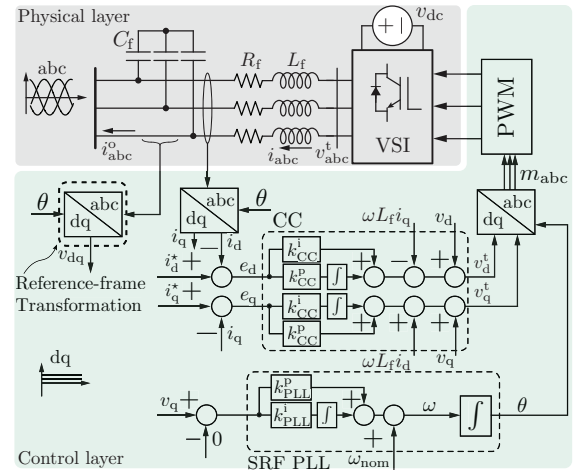 Physical layer
v_dc
C_f
+ |
abc
R_f
L_f
PWM
VSI
i^o_abc
i_abc
v^t_abc
m_abc
θ
abc
dq
abc
dq
θ
abc
dq
v_dq
i_q
−
i_d
CC
ωL_f i_q
v_d
k^i_CC
Reference-frame
Transformation
i^⋆_d
+
e_d
k^p_CC
∫
+
−
+
v^t_d
i^⋆_q
+
e_q
k^i_CC
∫
+
+
+
v^t_q
−
i_q
k^p_CC
ωL_f i_d
v_q
dq
k^p_PLL
v_q
+
k^i_PLL
∫
+
ω
∫
θ
−
0
+
ω_nom
SRF PLL
Control layer